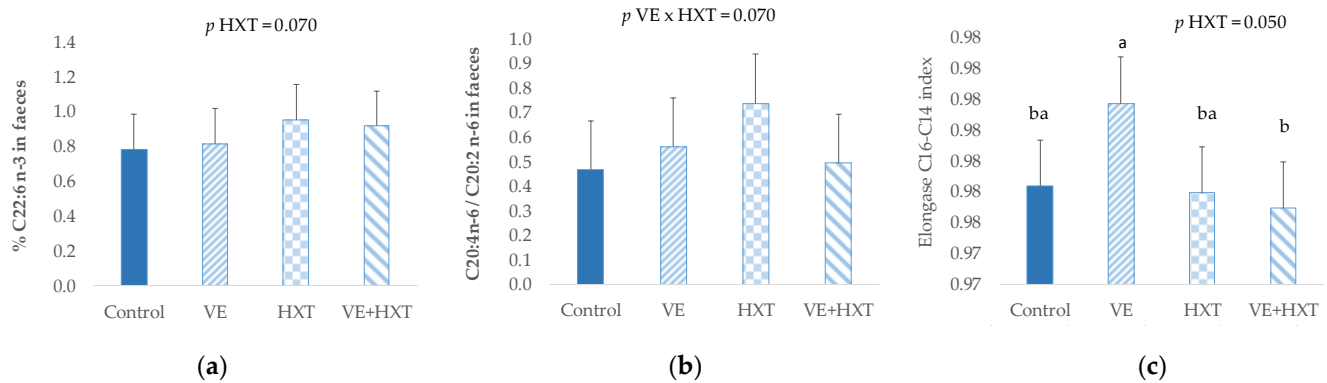 p HXT = 0.070
% C22:6 n-3 in faeces
1.4
1.2
1.0
0.8
0.6
0.4
0.2
0.0
Control VE HXT VE+HXT
(a)
p VE x HXT = 0.070
C20:4n-6 / C20:2 n-6 in faeces
1.0
0.9
0.8
0.7
0.6
0.5
0.4
0.3
0.2
0.1
0.0
Control VE HXT VE+HXT
(b)
p HXT = 0.050
Elongase C16-C14 index
0.98
0.98
0.98
0.98
0.98
0.98
0.98
0.97
0.97
ba
a
ba
b
Control VE HXT VE+HXT
(c)